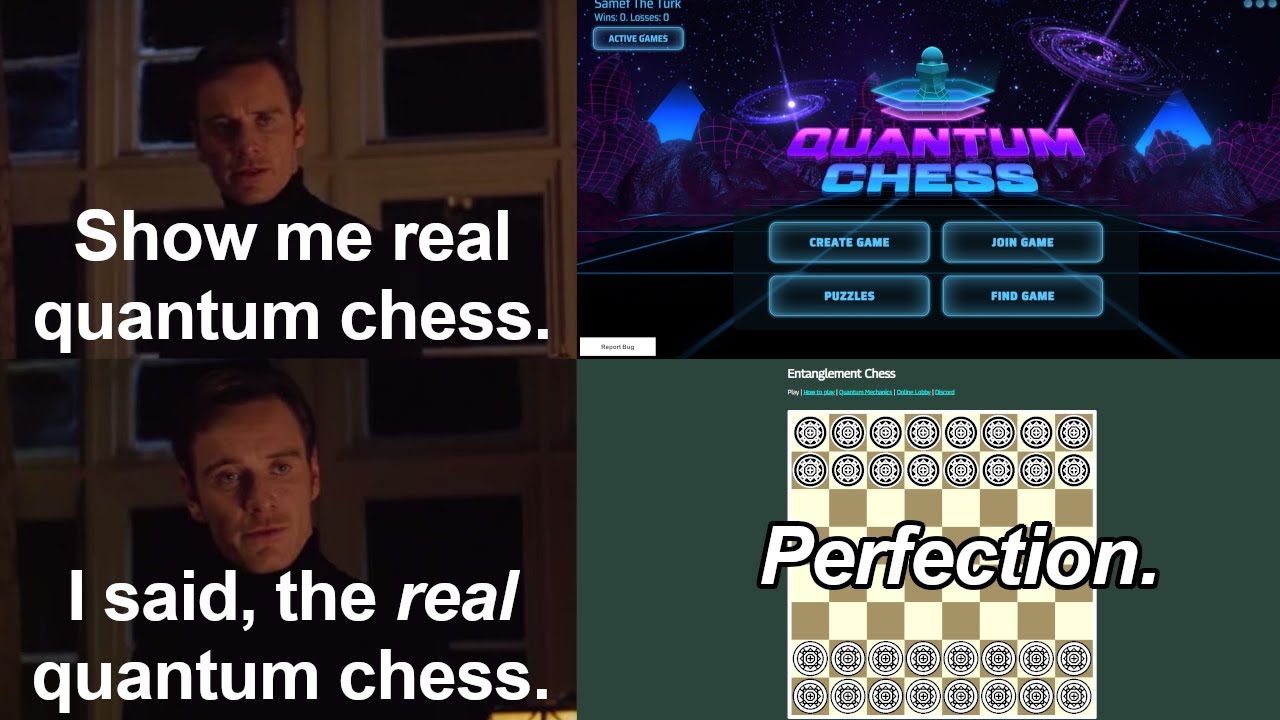 Show me real
quantum chess.
Samef The Turk
Wins: 0. Losses: 0
ACTIVE GAMES
QUANTUM
CHESS
CREATE GAME
JOIN GAME
PUZZLES
FIND GAME
Report Bug
I said, the real
quantum chess.
Entanglement Chess
Play | How to play | Quantum Mechanics | Online Lobby | Discord
Perfection.